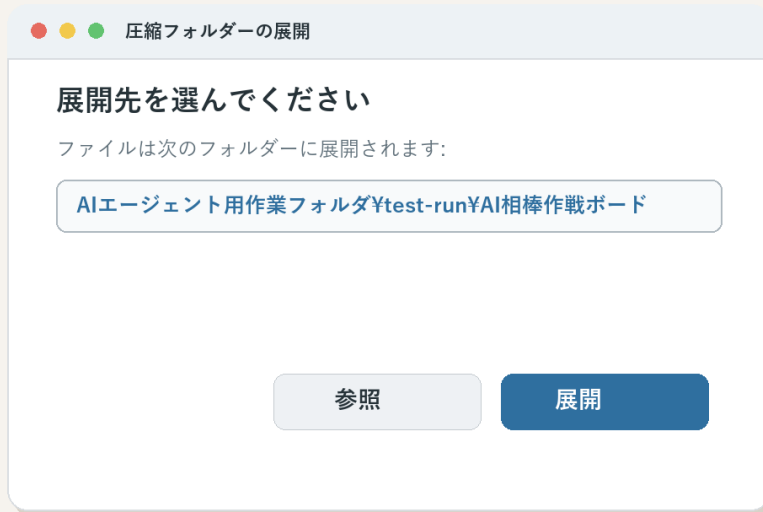 圧縮フォルダーの展開
展開先を選んでください
ファイルは次のフォルダーに展開されます:
AIエージェント用作業フォルダ¥test-run¥AI相棒作戦ボード
参照
展開